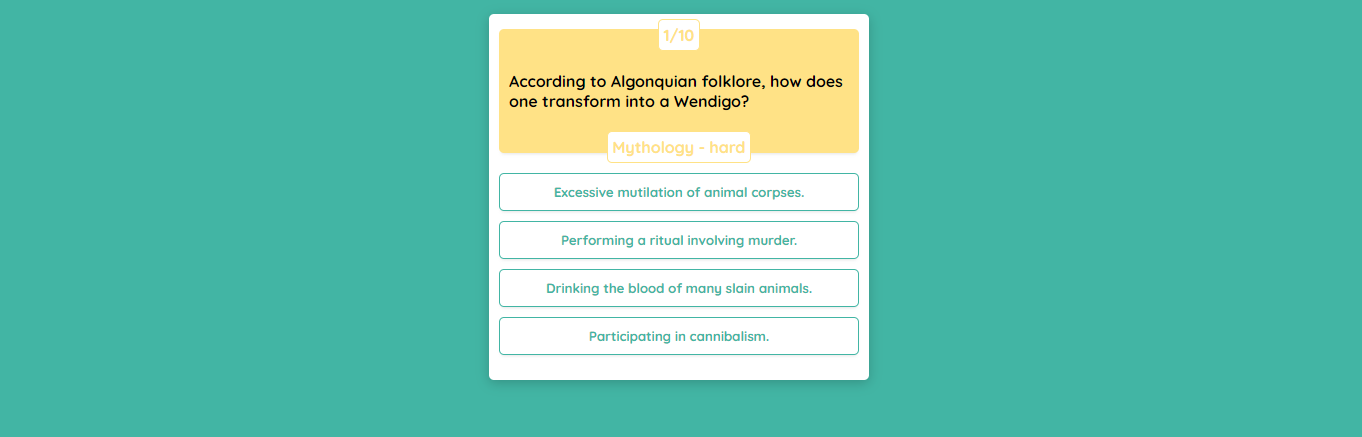 1/10
According to Algonquian folklore, how does
one transform into a Wendigo?
Mythology - hard
Excessive mutilation of animal corpses.
Performing a ritual involving murder.
Drinking the blood of many slain animals.
Participating in cannibalism.